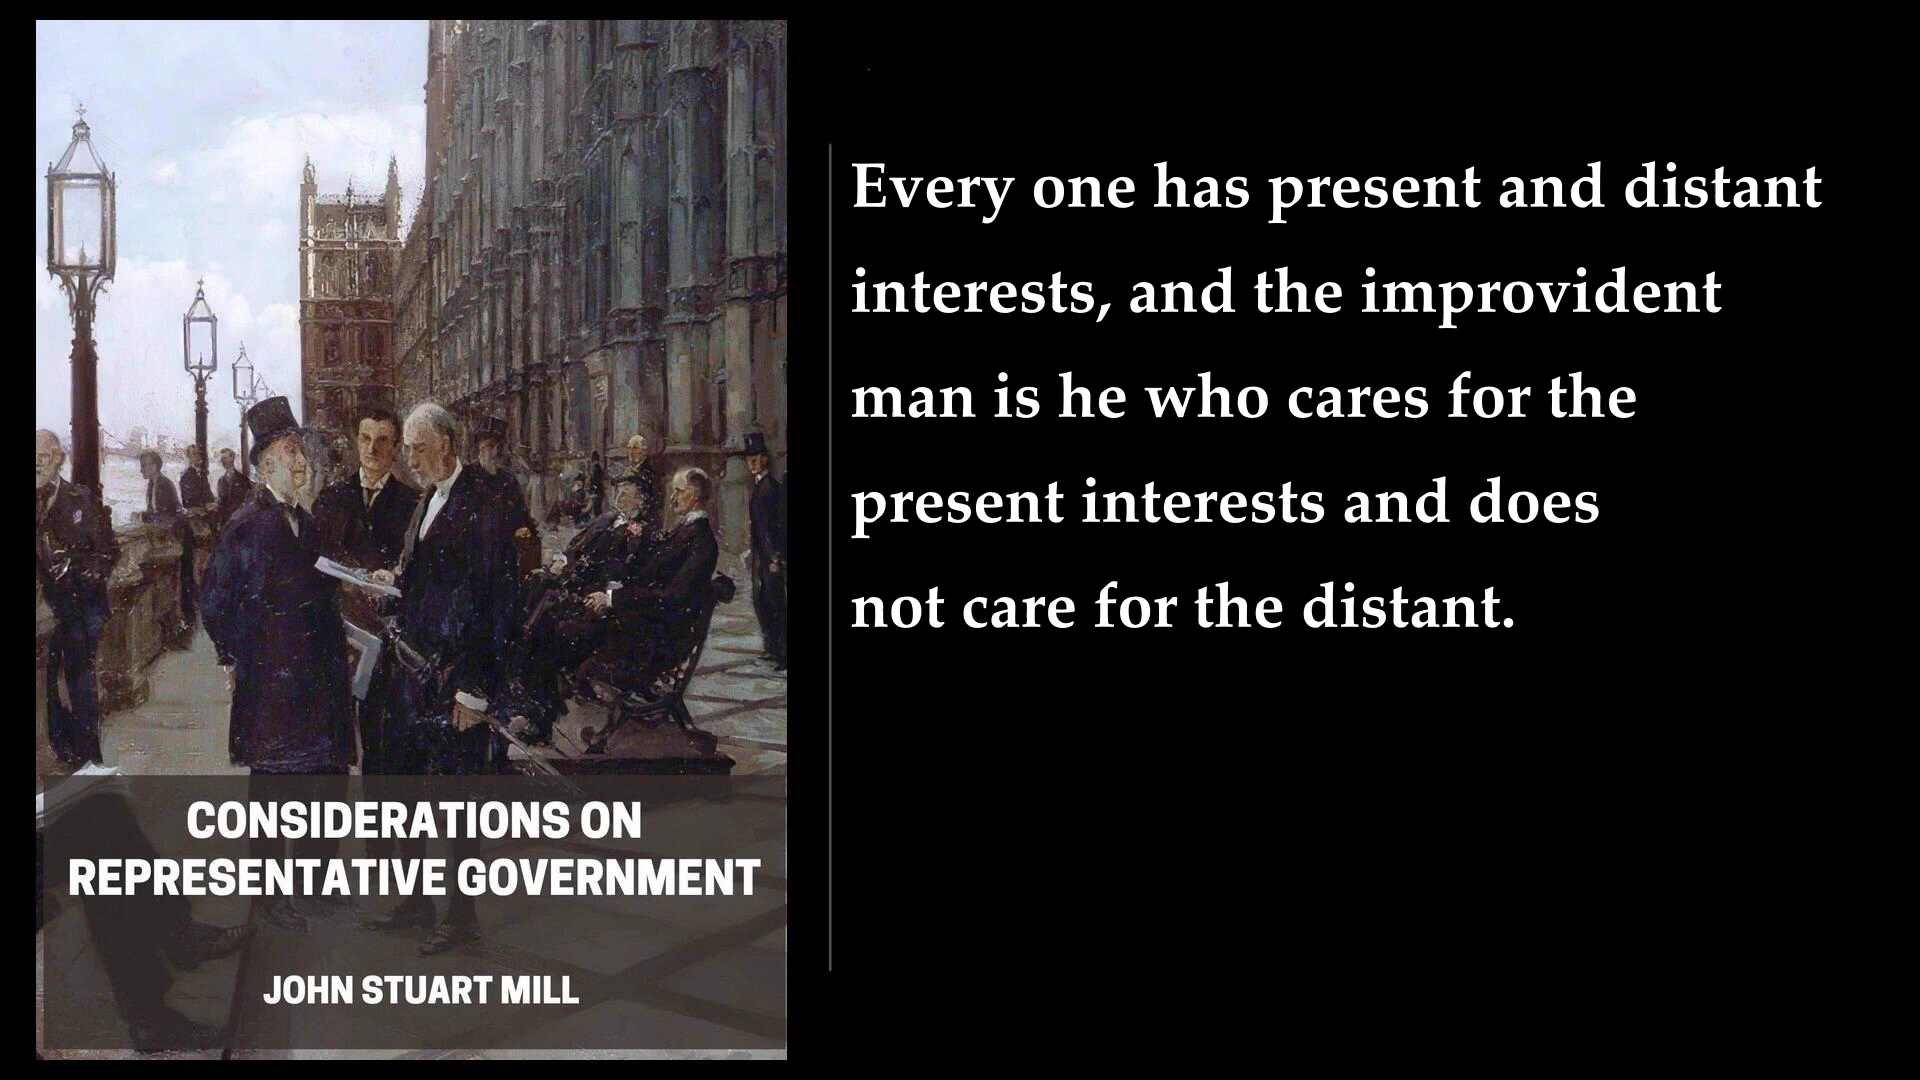 Every one has present and distant
interests, and the improvident
man is he who cares for the
present interests and does
not care for the distant.
CONSIDERATIONS ON
REPRESENTATIVE GOVERNMENT
JOHN STUART MILL